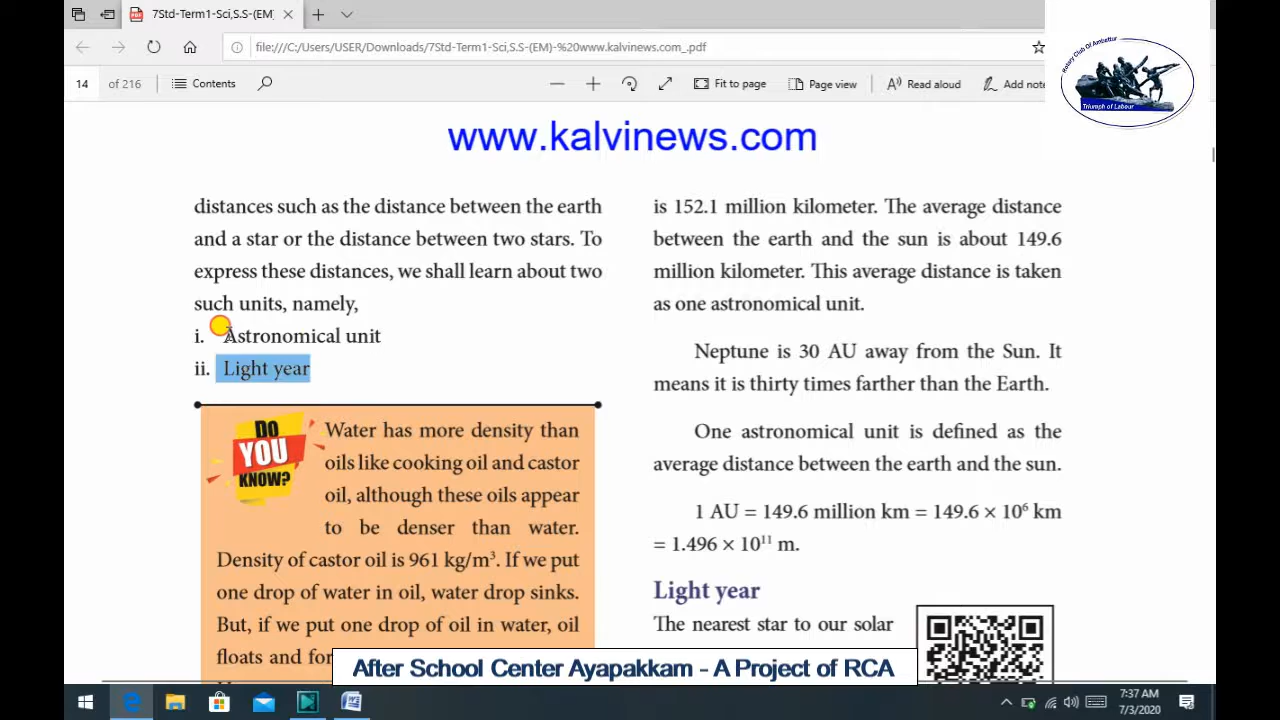 7Std-Term1-Sci,S.S-(EM)
file:///C:/Users/USER/Downloads/7Std-Term1-Sci,S.S-(EM)-%20www.kalvinews.com_.pdf
14 of 216
Contents
Fit to page
Page view
Read aloud
Add note
Rotary Club Of Ambattur
Triumph of Labour
www.kalvinews.com
distances such as the distance between the earth
and a star or the distance between two stars. To
express these distances, we shall learn about two
such units, namely,
i. Astronomical unit
ii. Light year
DO
YOU
KNOW?
Water has more density than
oils like cooking oil and castor
oil, although these oils appear
to be denser than water.
Density of castor oil is 961 kg/m³. If we put
one drop of water in oil, water drop sinks.
But, if we put one drop of oil in water, oil
floats and for
is 152.1 million kilometer. The average distance
between the earth and the sun is about 149.6
million kilometer. This average distance is taken
as one astronomical unit.
Neptune is 30 AU away from the Sun. It
means it is thirty times farther than the Earth.
One astronomical unit is defined as the
average distance between the earth and the sun.
1 AU = 149.6 million km = 149.6 × 10⁶ km
= 1.496 × 10¹¹ m.
Light year
The nearest star to our solar
After School Center Ayapakkam - A Project of RCA
7:37 AM
7/3/2020